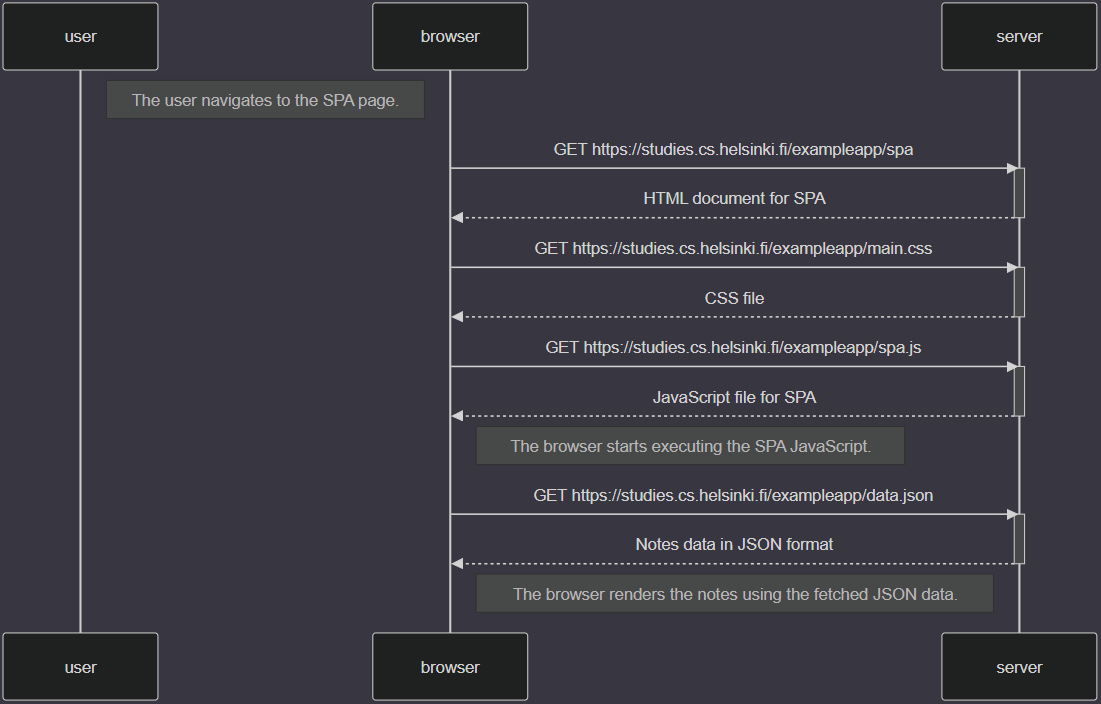 user
browser
server
The user navigates to the SPA page.
GET https://studies.cs.helsinki.fi/exampleapp/spa
HTML document for SPA
GET https://studies.cs.helsinki.fi/exampleapp/main.css
CSS file
GET https://studies.cs.helsinki.fi/exampleapp/spa.js
JavaScript file for SPA
The browser starts executing the SPA JavaScript.
GET https://studies.cs.helsinki.fi/exampleapp/data.json
Notes data in JSON format
The browser renders the notes using the fetched JSON data.
user
browser
server